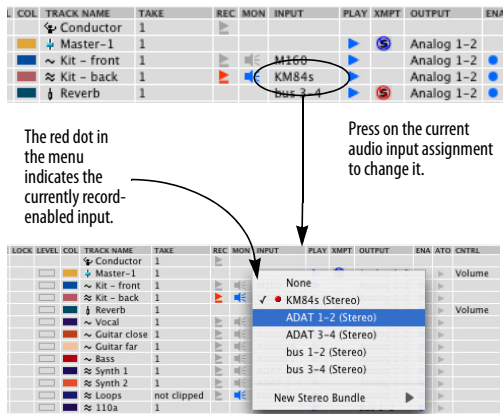 L COL TRACK NAME TAKE REC MON INPUT PLAY XMPT OUTPUT ENA
Conductor 1
Master-1 1 S Analog 1-2
Kit - front 1 M160 Analog 1-2
Kit - back 1 KM84s Analog 1-2
Reverb 1 bus 3-4 S Analog 1-2
The red dot in
the menu
indicates the
currently record-
enabled input.
Press on the current
audio input assignment
to change it.
LOCK LEVEL COL TRACK NAME TAKE REC MON INPUT PLAY XMPT OUTPUT ENA ATO CNTRL
Conductor 1
Master-1 1 Volume
Kit - front 1
Kit - back 1
Reverb 1 Volume
Vocal 1
Guitar close 1
Guitar far 1
Bass 1
Synth 1 1
Synth 2 1
Loops not clipped
110a 1
None
✓ KM84s (Stereo)
ADAT 1-2 (Stereo)
ADAT 3-4 (Stereo)
bus 1-2 (Stereo)
bus 3-4 (Stereo)
New Stereo Bundle